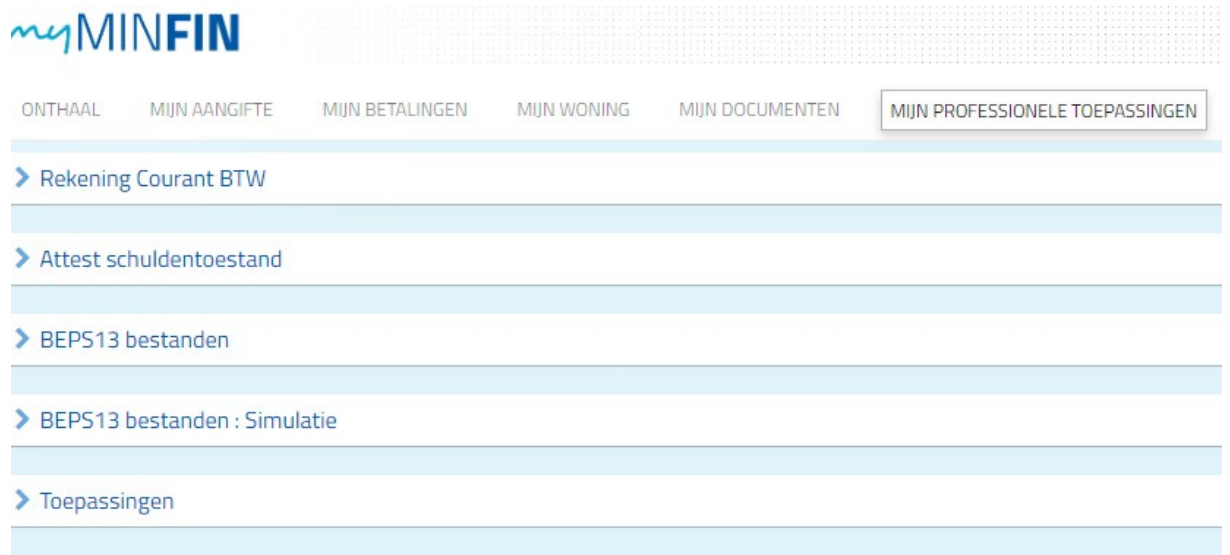 myMINFIN
ONTHAAL MIJN AANGIFTE MIJN BETALINGEN MIJN WONING MIJN DOCUMENTEN MIJN PROFESSIONELE TOEPASSINGEN
Rekening Courant BTW
Attest schuldentoestand
BEPS13 bestanden
BEPS13 bestanden : Simulatie
Toepassingen